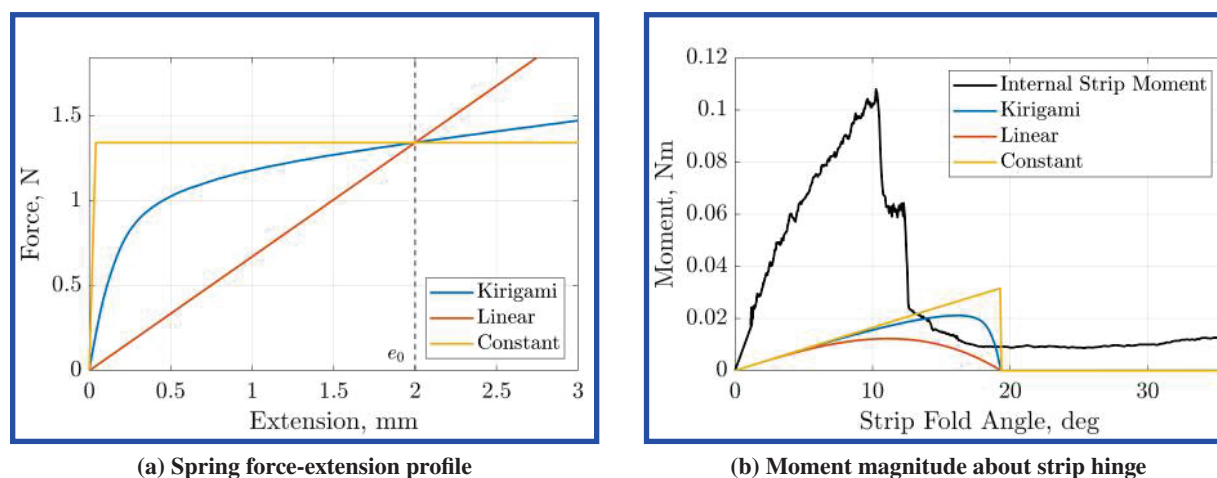 1.5
1
0.5
0
Force, N
Kirigami
Linear
Constant
e0
0 0.5 1 1.5 2 2.5 3
Extension, mm
(a) Spring force-extension profile
0.12
0.1
0.08
0.06
0.04
0.02
0
Moment, Nm
Internal Strip Moment
Kirigami
Linear
Constant
0 10 20 30
Strip Fold Angle, deg
(b) Moment magnitude about strip hinge